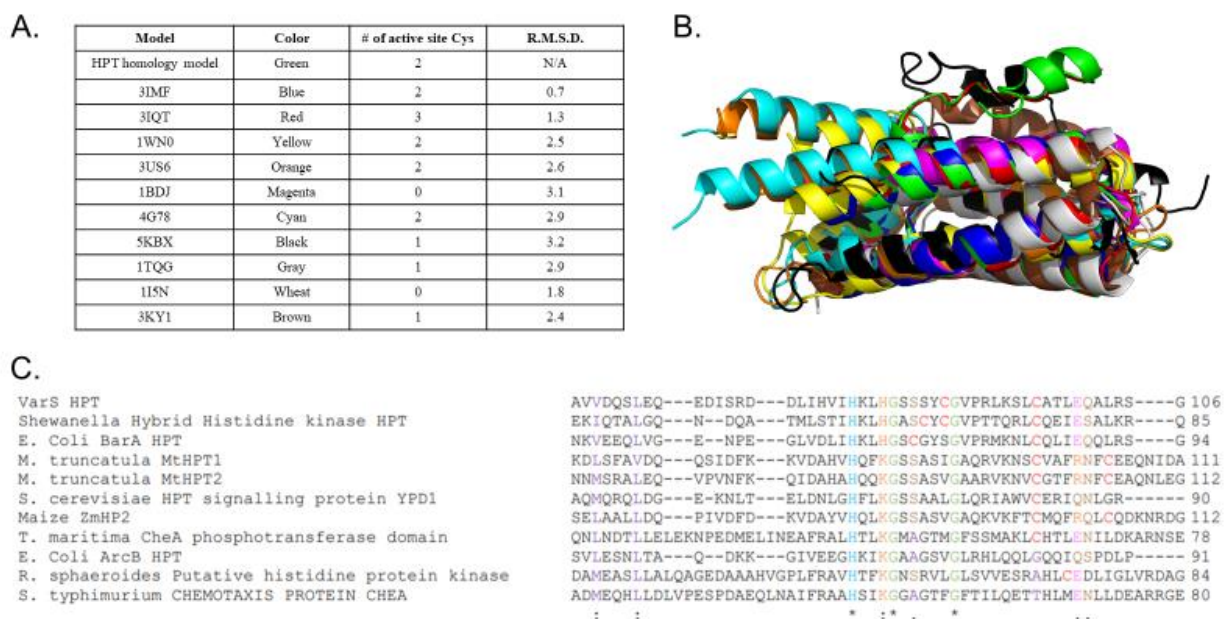 A.
Model Color # of active site Cys R.M.S.D.
HPT homology model Green 2 N/A
3IMF Blue 2 0.7
3IQT Red 3 1.3
1WN0 Yellow 2 2.5
3US6 Orange 2 2.6
1BDJ Magenta 0 3.1
4G78 Cyan 2 2.9
5KBX Black 1 3.2
1TQG Gray 1 2.9
1I5N Wheat 0 1.8
3KY1 Brown 1 2.4
B.
C.
VarS HPT AVVDQSLEQ---EDISRD---DLIHVIHKLHGSSSYCGVPRLKSLCATLEQALRS----G 106
Shewanella Hybrid Histidine kinase HPT EKIQTALGQ---N--DQA---TMLSTIHKLHGASCYCGVPTTQRLCQEIESALKR----Q 85
E. Coli BarA HPT NKVEEQLVG---E--NPE---GLVDLIHKLHGSCGYSGVPRMKNLCQLIEQQLRS----G 94
M. truncatula MtHPT1 KDLSFAVDQ---QSIDFK---KVDAHVHQFKGSSASIGAQRVKNSCVAFRNFCEEQNIDA 111
M. truncatula MtHPT2 NNMSRALEQ---VPVNFK---QIDAHVHQQKGSSASVGAARVKNVCGTFRNFCEAQNLEG 112
S. cerevisiae HPT signalling protein YPD1 AQMQRQLDG---E-KNLT---ELDNLGHFLKGSSAALGLQRIAWVCERIQNLGR----- 90
Maize ZmHP2 SELAALLDQ---PIVDFD---KVDAYVHQLKGSSASVGAQKVKFTCMQFRQLCQDKNRDG 112
T. maritima CheA phosphotransferase domain QNLNDTLLELEKNPEDMELINEAFRALHTLKGMAGTMGFSSMAKLCHTLENILDKARNSE 78
E. Coli ArcB HPT SVLESNLTA---Q--DKK---GIVEEGHKIKGAAGSVGLRHLQQLGQQIQSPDLP----- 91
R. sphaeroides Putative histidine protein kinase DAMEASLLALQAGEDAAAHVGPLFRAVHTFKGNSRVLGLSVVESRAHLCEDLIGLVRDAG 84
S. typhimurium CHEMOTAXIS PROTEIN CHEA ADMEQHLLDLVPESPDAEQLNAIFRAAHSIKGGAGTFGFTILQETTHLMENLLDEARRGE 80
: : * :* . * ..